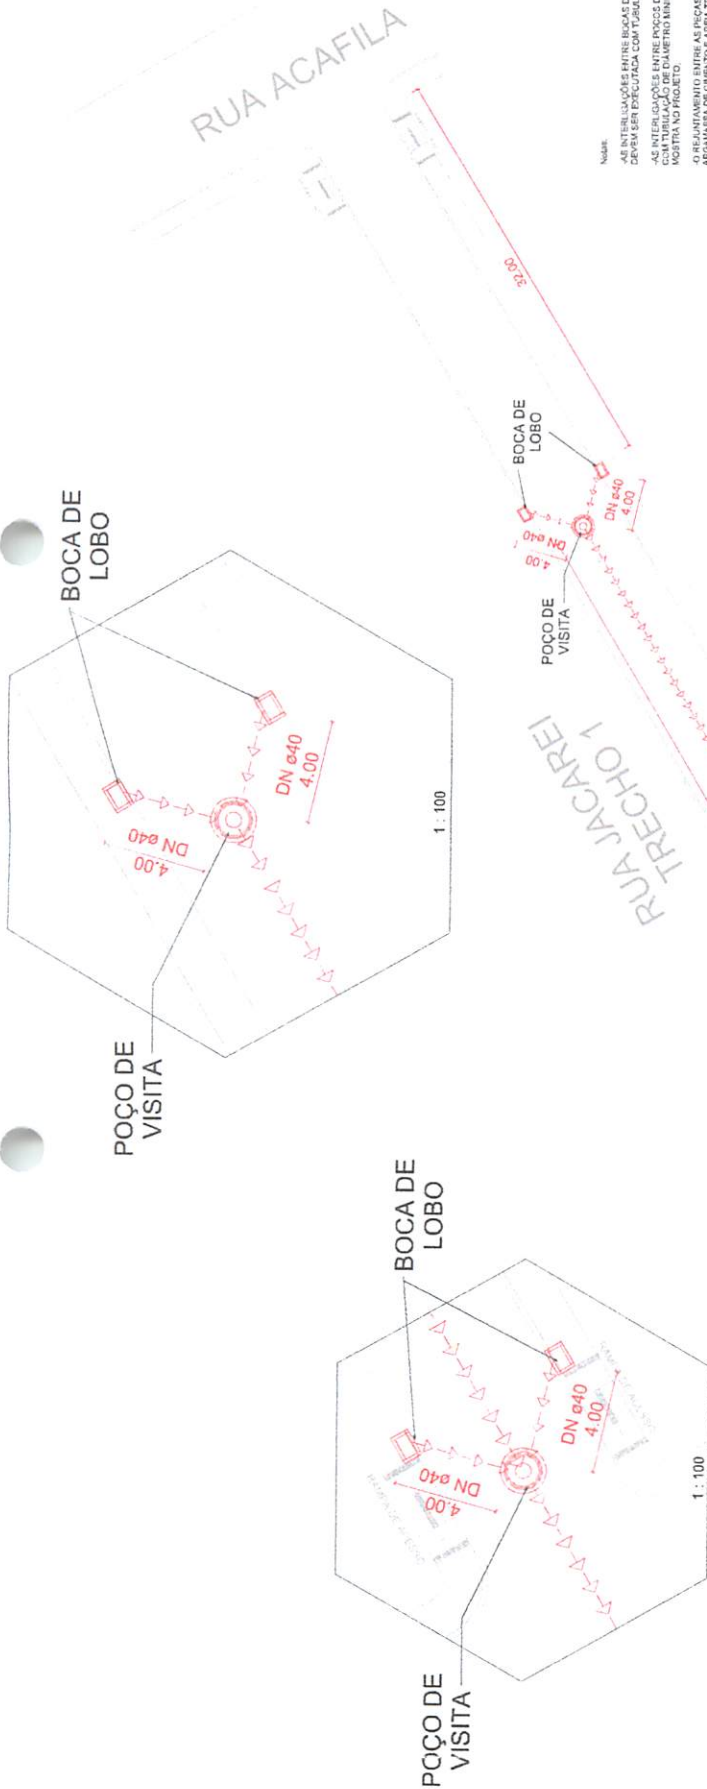 RUA ACAFILA
Notas:
-AS INTERLIGAÇÕES ENTRE BOCAS D
DEVEM SER EXECUTADA COM TUBUL
-AS INTERLIGAÇÕES ENTRE POÇOS D
COM TUBULAÇÃO DE DIÂMETRO MINI
MOSTRA NO PROJETO.
-O REJUNTAMENTO ENTRE AS PEÇAS
32.00
BOCA DE
LOBO
DN ø40
4.00
DN ø40
4.00
POÇO DE
VISITA
RUA JACAREI
TRECHO 1
BOCA DE
LOBO
DN ø40
4.00
DN ø40
4.00
POÇO DE
VISITA
1 : 100
BOCA DE
LOBO
DN ø40
4.00
DN ø40
4.00
POÇO DE
VISITA
1 : 100